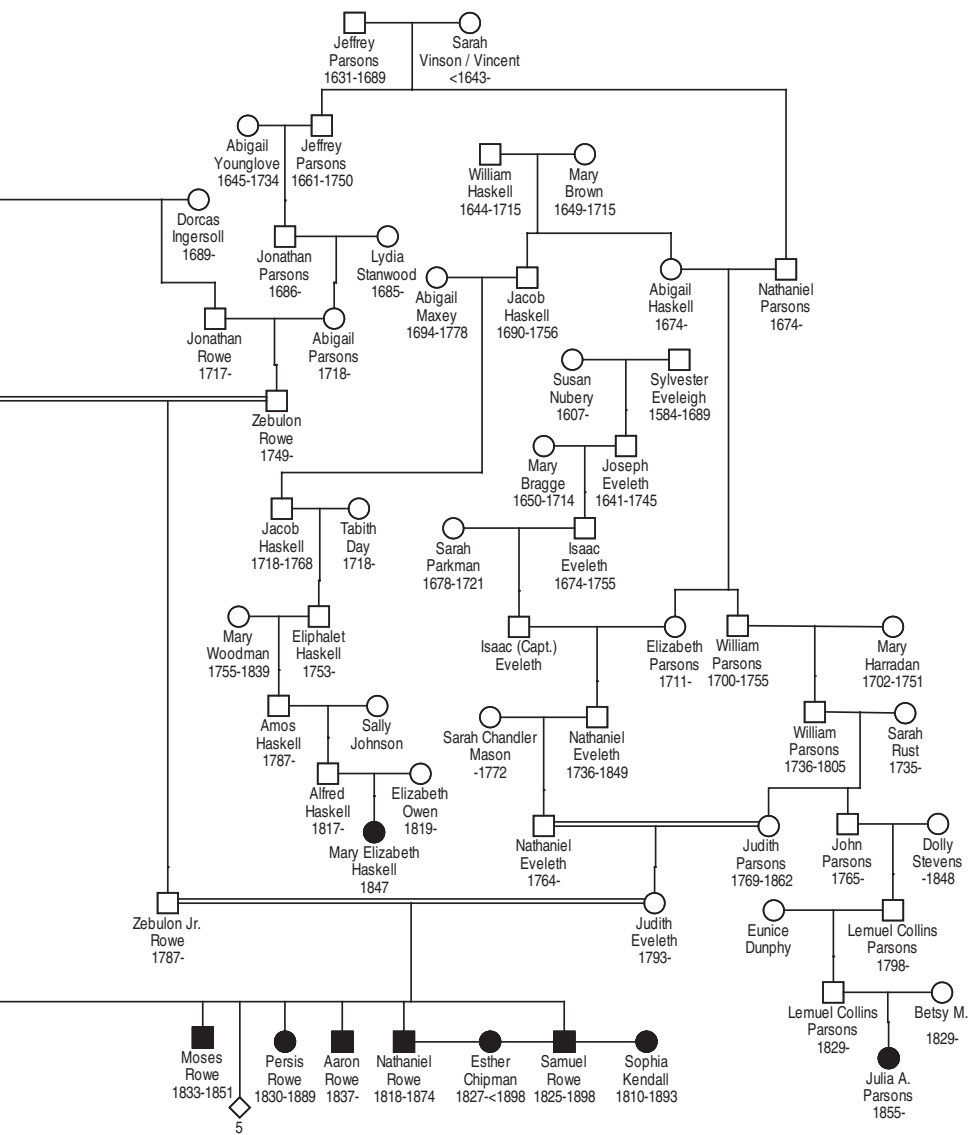 Jeffrey
Parsons
1631-1689
Sarah
Vinson / Vincent
<1643-
Abigail
Younglove
1645-1734
Jeffrey
Parsons
1661-1750
William
Haskell
1644-1715
Mary
Brown
1649-1715
Dorcas
Ingersoll
1689-
Jonathan
Parsons
1686-
Lydia
Stanwood
1685-
Abigail
Maxey
1694-1778
Jacob
Haskell
1690-1756
Abigail
Haskell
1674-
Nathaniel
Parsons
1674-
Jonathan
Rowe
1717-
Abigail
Parsons
1718-
Susan
Nubery
1607-
Sylvester
Eveleigh
1584-1689
Zebulon
Rowe
1749-
Mary
Bragge
1650-1714
Joseph
Eveleth
1641-1745
Jacob
Haskell
1718-1768
Tabith
Day
1718-
Sarah
Parkman
1678-1721
Isaac
Eveleth
1674-1755
Mary
Woodman
1755-1839
Eliphalet
Haskell
1753-
Isaac (Capt.)
Eveleth
Elizabeth
Parsons
1711-
William
Parsons
1700-1755
Mary
Harradan
1702-1751
Amos
Haskell
1787-
Sally
Johnson
Sarah Chandler
Mason
-1772
Nathaniel
Eveleth
1736-1849
William
Parsons
1736-1805
Sarah
Rust
1735-
Alfred
Haskell
1817-
Elizabeth
Owen
1819-
Mary Elizabeth
Haskell
1847
Nathaniel
Eveleth
1764-
Judith
Parsons
1769-1862
John
Parsons
1765-
Dolly
Stevens
-1848
Zebulon Jr.
Rowe
1787-
Judith
Eveleth
1793-
Eunice
Dunphy
Lemuel Collins
Parsons
1798-
Lemuel Collins
Parsons
1829-
Betsy M.
1829-
Moses
Rowe
1833-1851
5
Persis
Rowe
1830-1889
Aaron
Rowe
1837-
Nathaniel
Rowe
1818-1874
Esther
Chipman
1827-<1898
Samuel
Rowe
1825-1898
Sophia
Kendall
1810-1893
Julia A.
Parsons
1855-